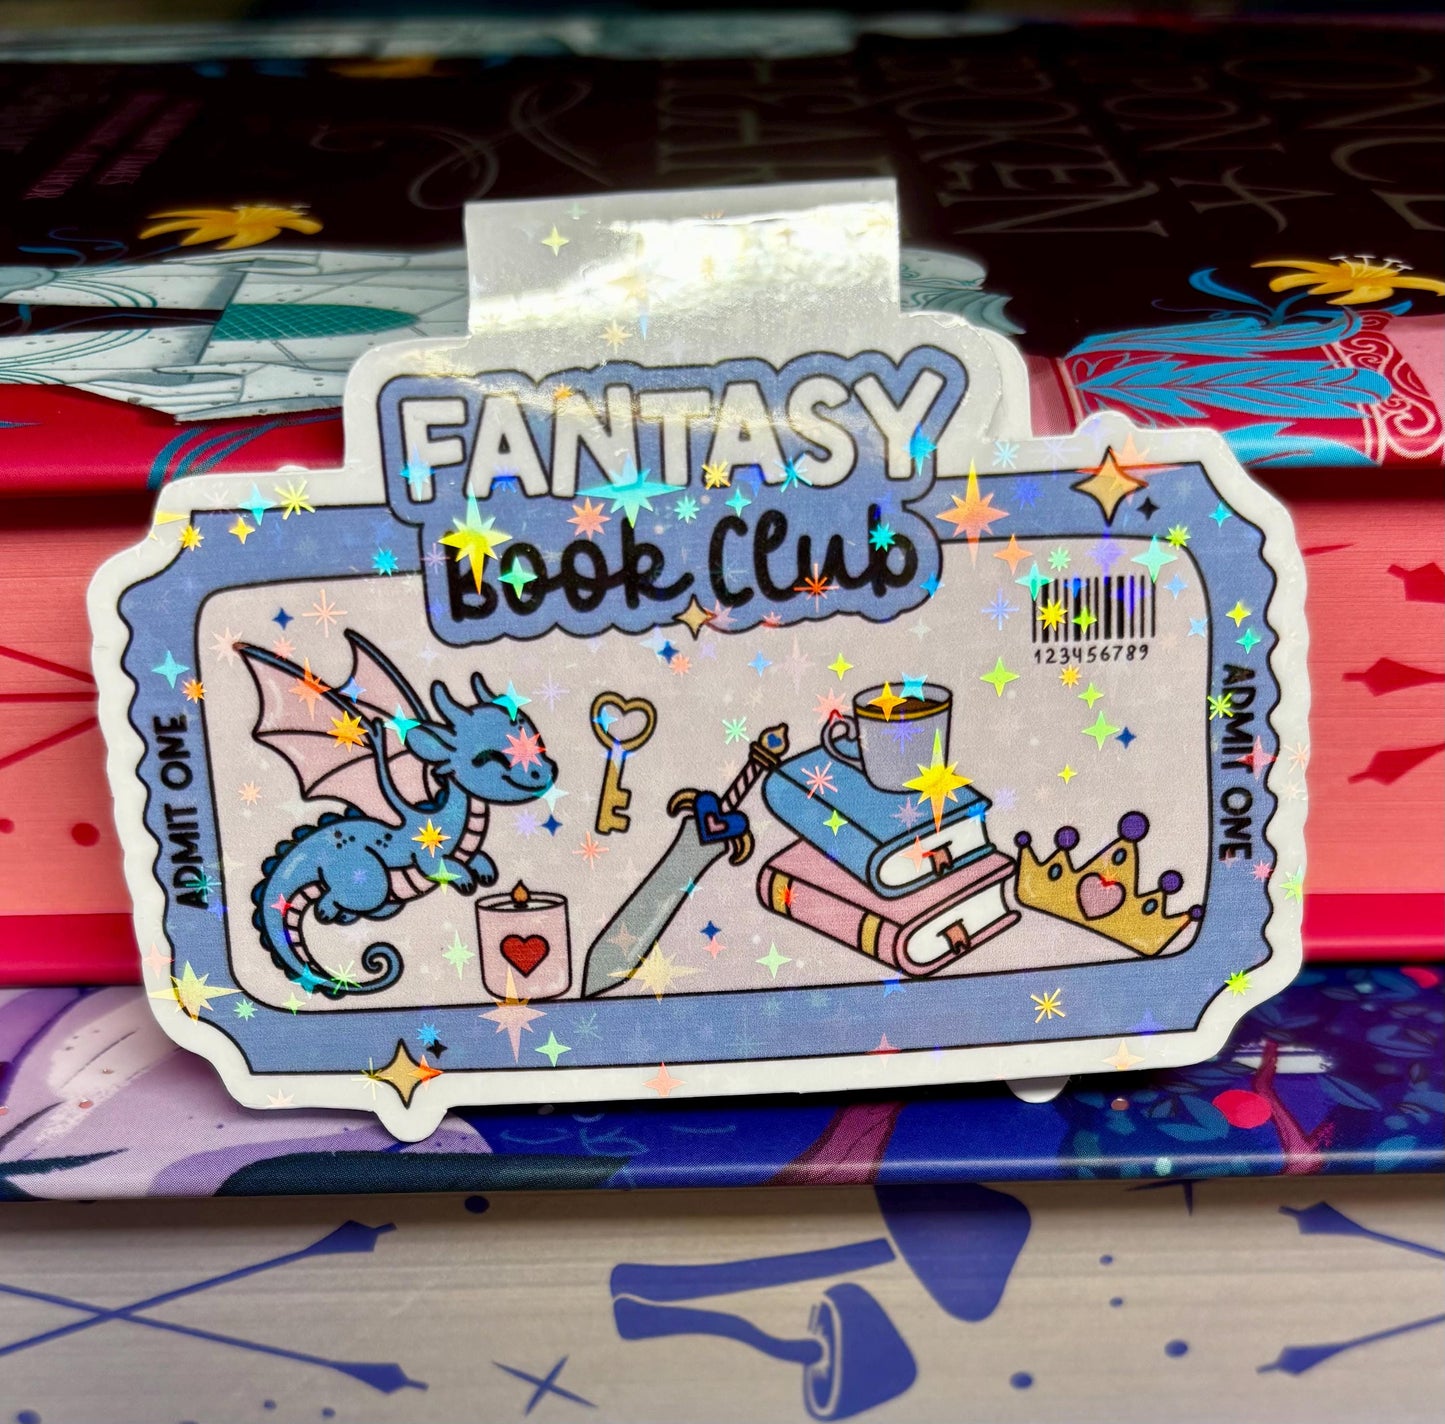 FANTASY
Book Club
123456789
ADMIT ONE
ADMIT ONE